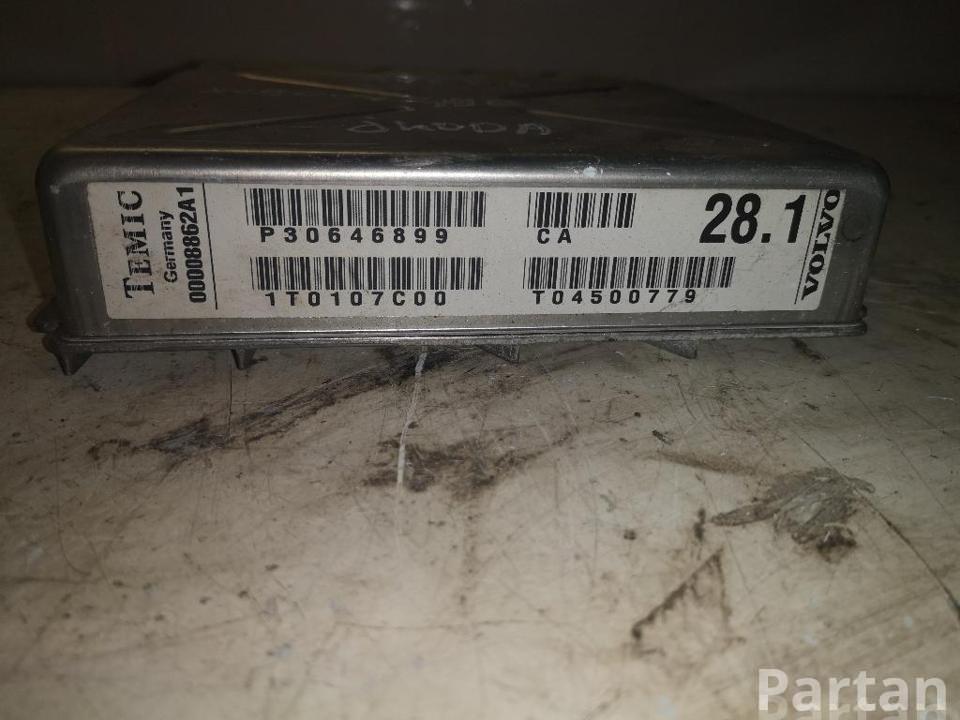 TEMIC
Germany
00008862A1
P30646899
CA
28.1
VOLVO
1T0107C00
T04500779
Partan